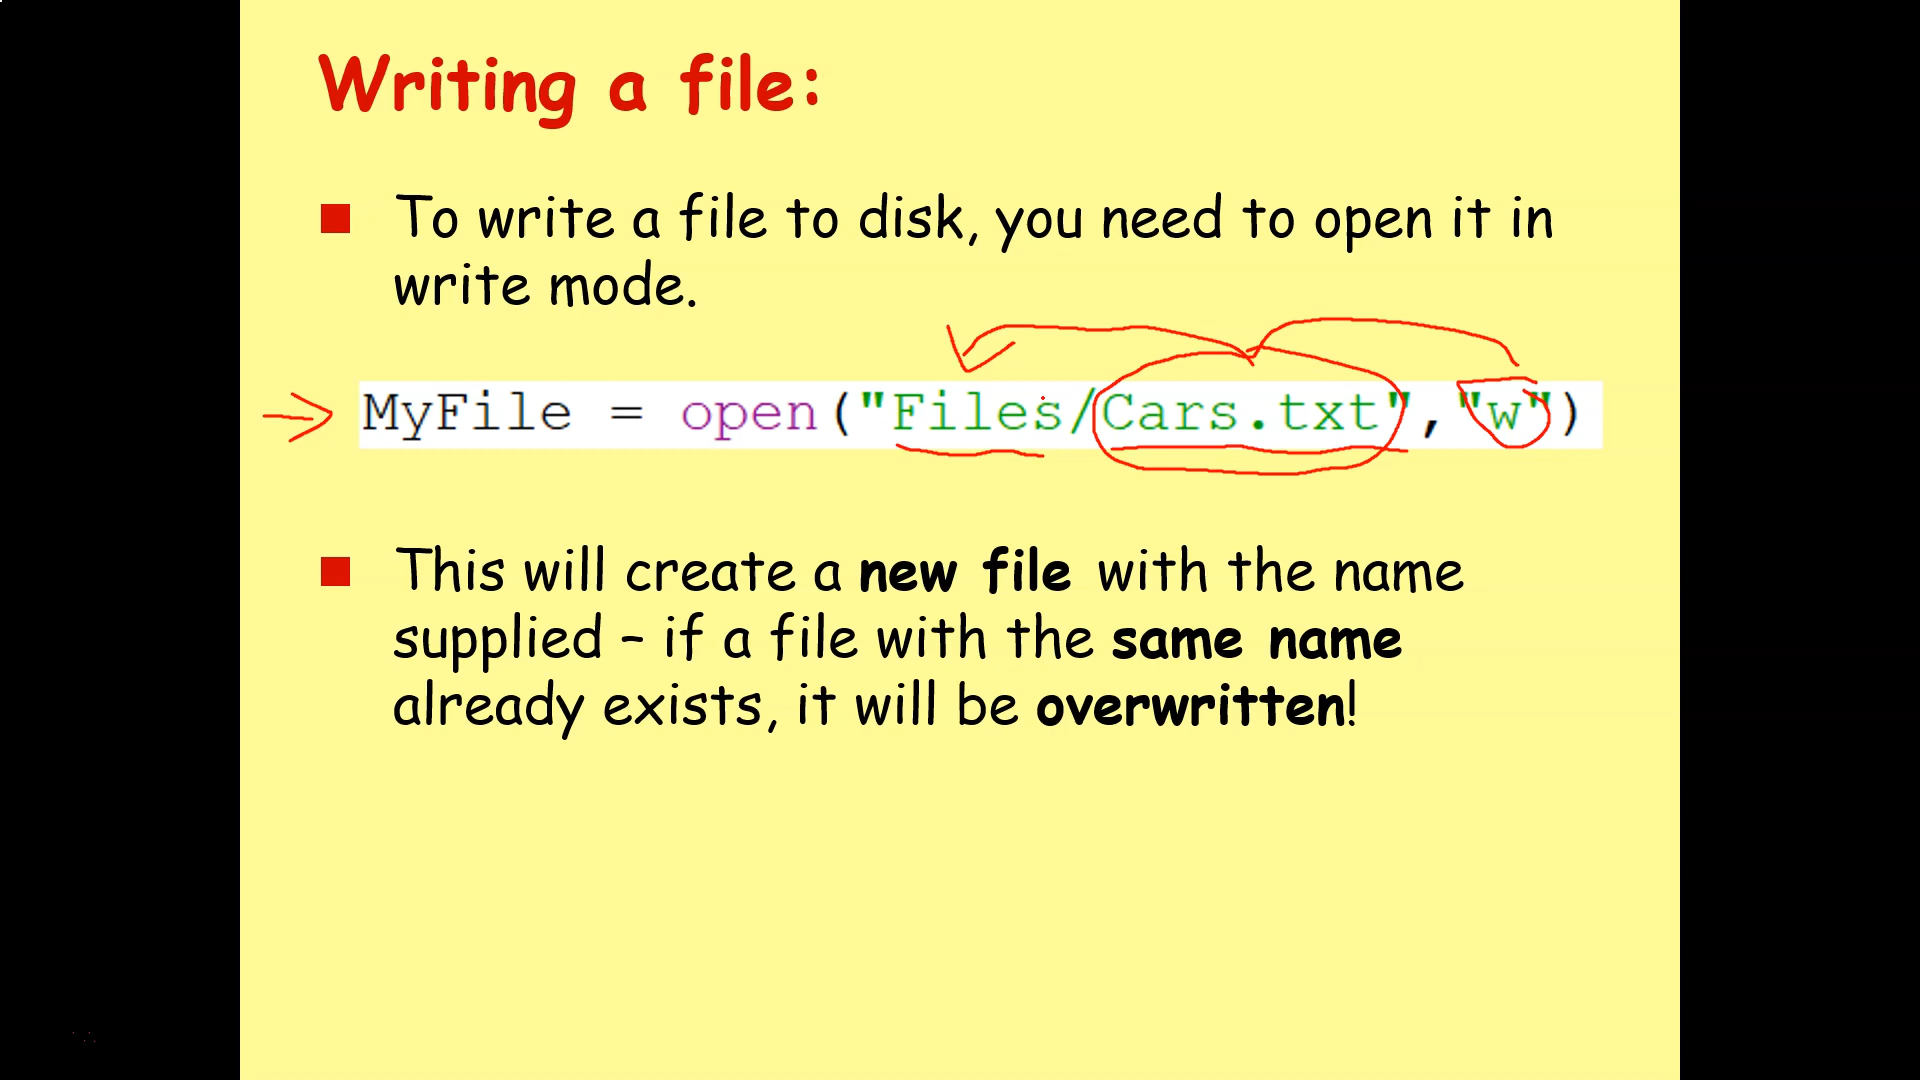 Writing a file:
To write a file to disk, you need to open it in
write mode.
MyFile = open("Files/Cars.txt","w")
This will create a new file with the name
supplied – if a file with the same name
already exists, it will be overwritten!